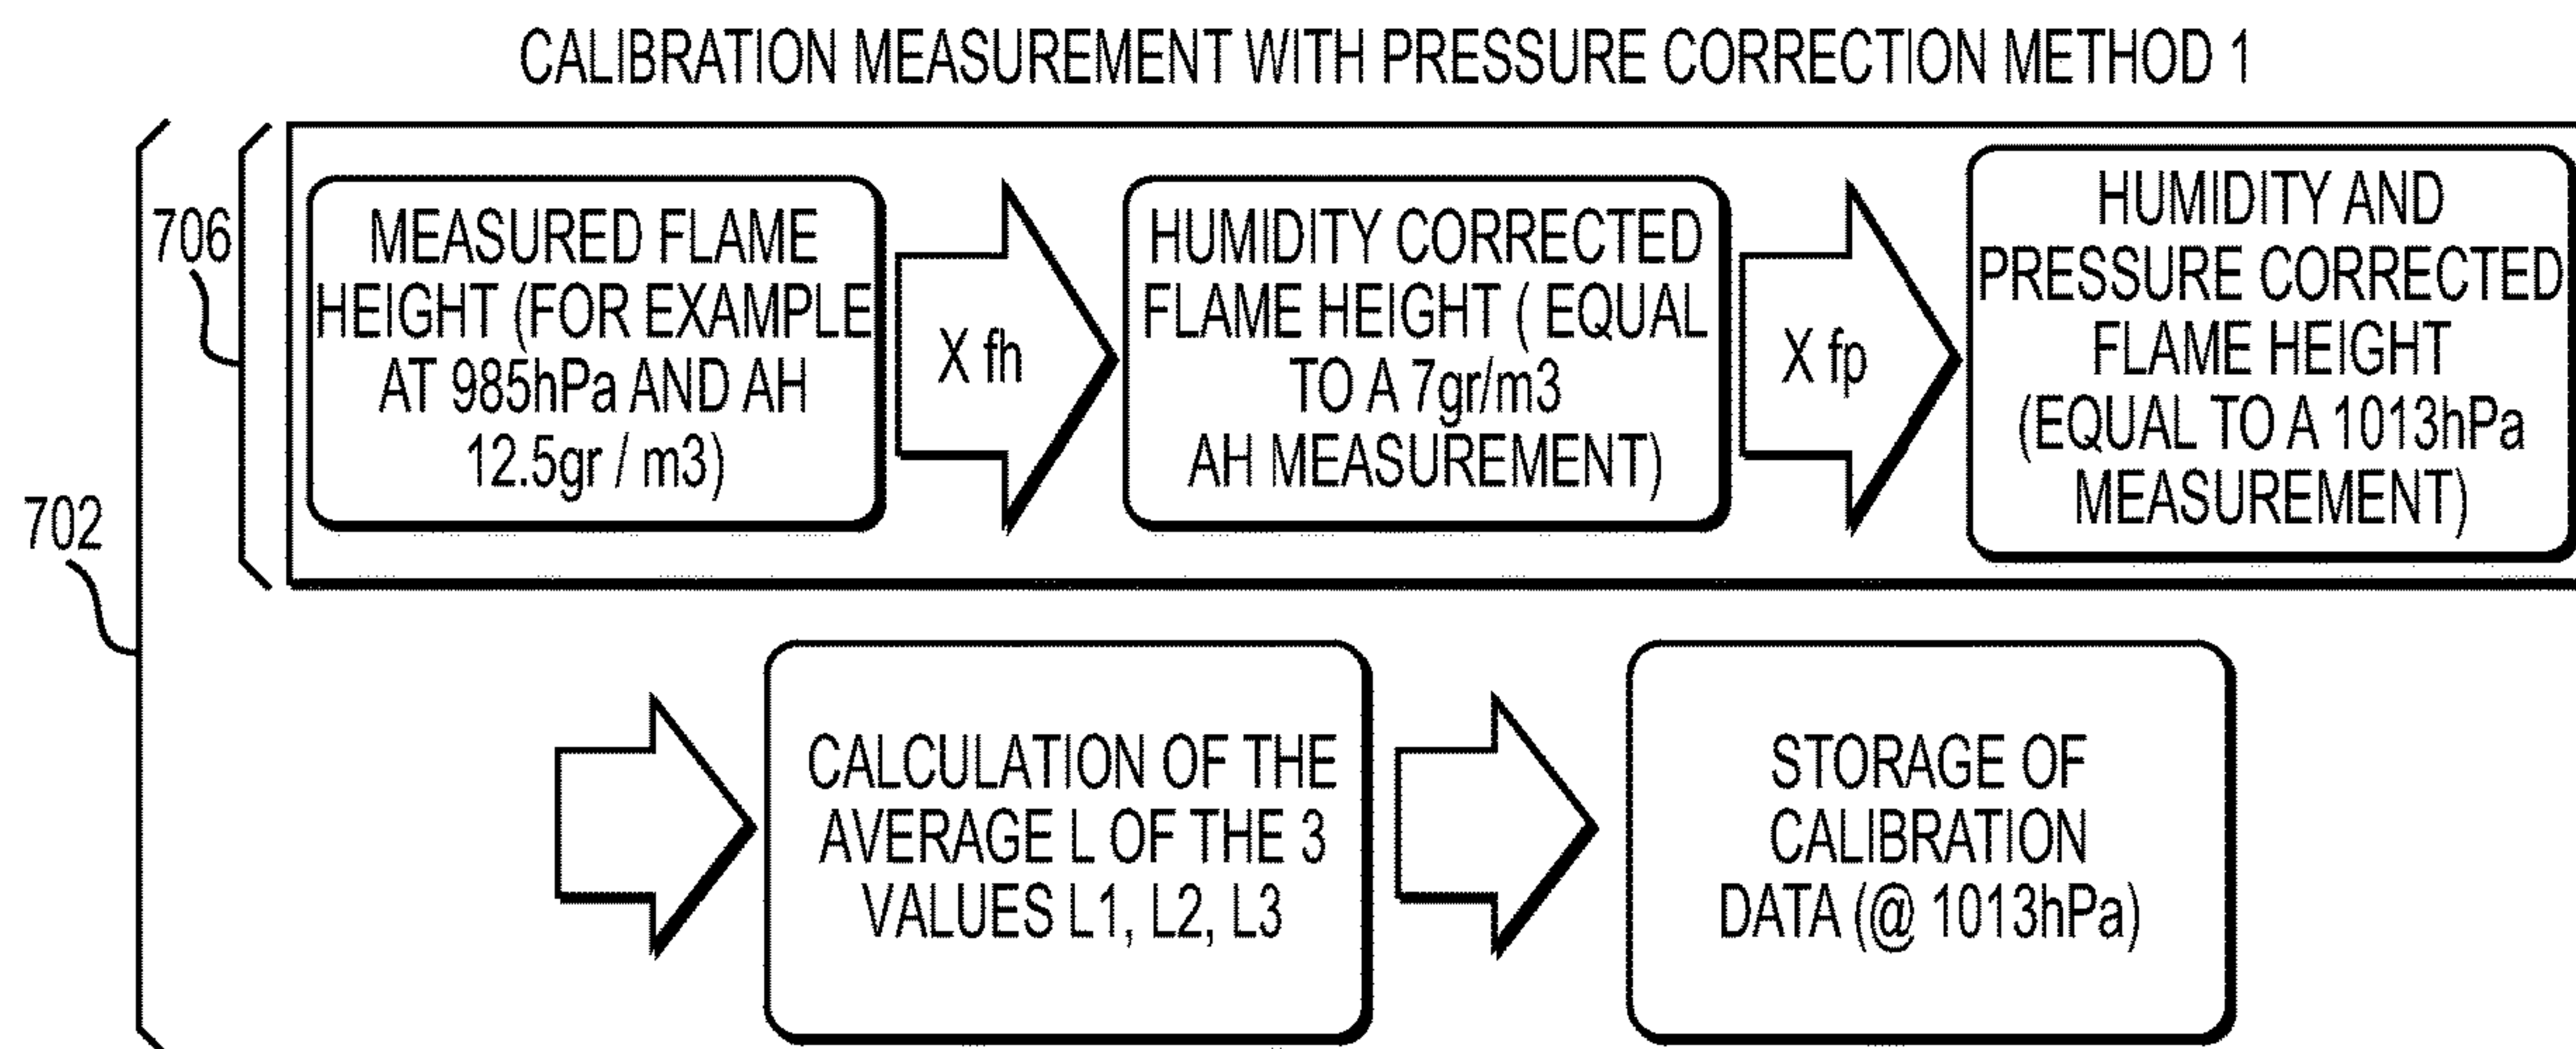 CALIBRATION MEASUREMENT WITH PRESSURE CORRECTION METHOD 1
706
MEASURED FLAME
HEIGHT (FOR EXAMPLE
AT 985hPa AND AH
12.5gr / m3)
X fh
HUMIDITY CORRECTED
FLAME HEIGHT ( EQUAL
TO A 7gr/m3
AH MEASUREMENT)
X fp
HUMIDITY AND
PRESSURE CORRECTED
FLAME HEIGHT
(EQUAL TO A 1013hPa
MEASUREMENT)
702
CALCULATION OF THE
AVERAGE L OF THE 3
VALUES L1, L2, L3
STORAGE OF
CALIBRATION
DATA (@ 1013hPa)